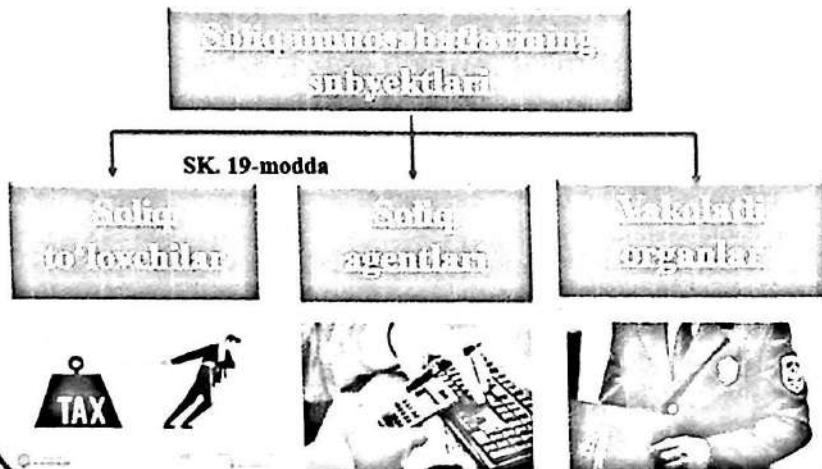 Soliq munosabatlarining
subyektlari
SK. 19-modda
Soliq
to‘lovchilar
Soliq
agentlari
Vakolatli
organlar
TAX